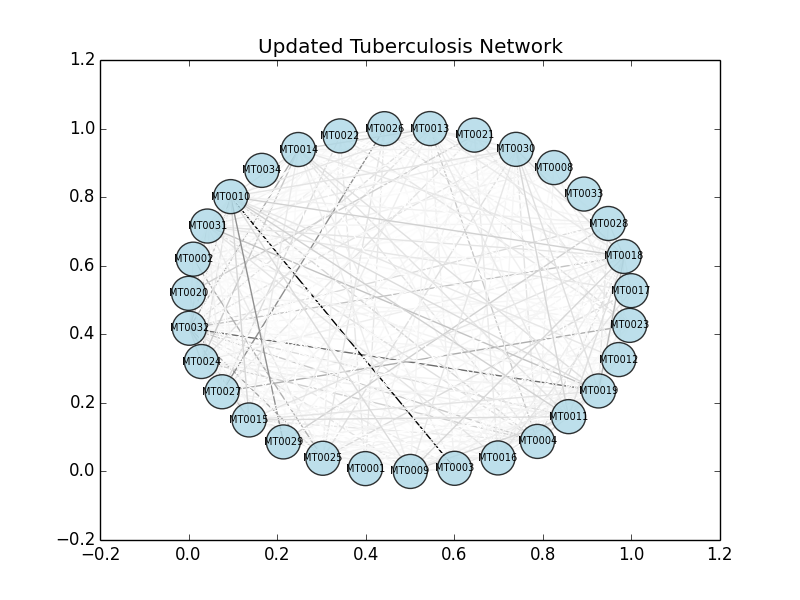 Updated Tuberculosis Network
1.2
1.0
0.8
0.6
0.4
0.2
0.0
−0.2
−0.2
0.0
0.2
0.4
0.6
0.8
1.0
1.2
MT0026
MT0013
MT0022
MT0021
MT0014
MT0030
MT0034
MT0008
MT0010
MT0033
MT0031
MT0028
MT0002
MT0018
MT0020
MT0017
MT0032
MT0023
MT0024
MT0012
MT0027
MT0019
MT0015
MT0011
MT0029
MT0004
MT0025
MT0016
MT0001
MT0009
MT0003